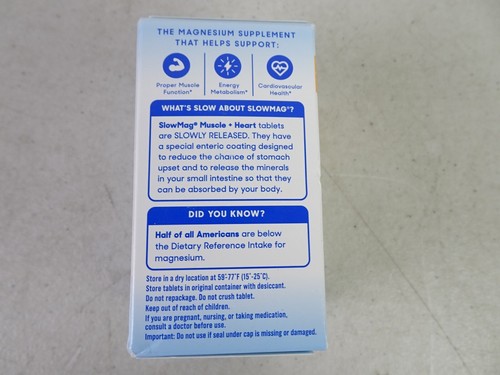 THE MAGNESIUM SUPPLEMENT
THAT HELPS SUPPORT:
Proper Muscle
Function*
Energy
Metabolism*
Cardiovascular
Health*
WHAT'S SLOW ABOUT SLOWMAG®?
SlowMag® Muscle + Heart tablets
are SLOWLY RELEASED. They have
a special enteric coating designed
to reduce the chance of stomach
upset and to release the minerals
in your small intestine so that they
can be absorbed by your body.
DID YOU KNOW?
Half of all Americans are below
the Dietary Reference Intake for
magnesium.
Store in a dry location at 59°-77°F (15°-25°C).
Store tablets in original container with desiccant.
Do not repackage. Do not crush tablet.
Keep out of reach of children.
If you are pregnant, nursing, or taking medication,
consult a doctor before use.
Important: Do not use if seal under cap is missing or damaged.